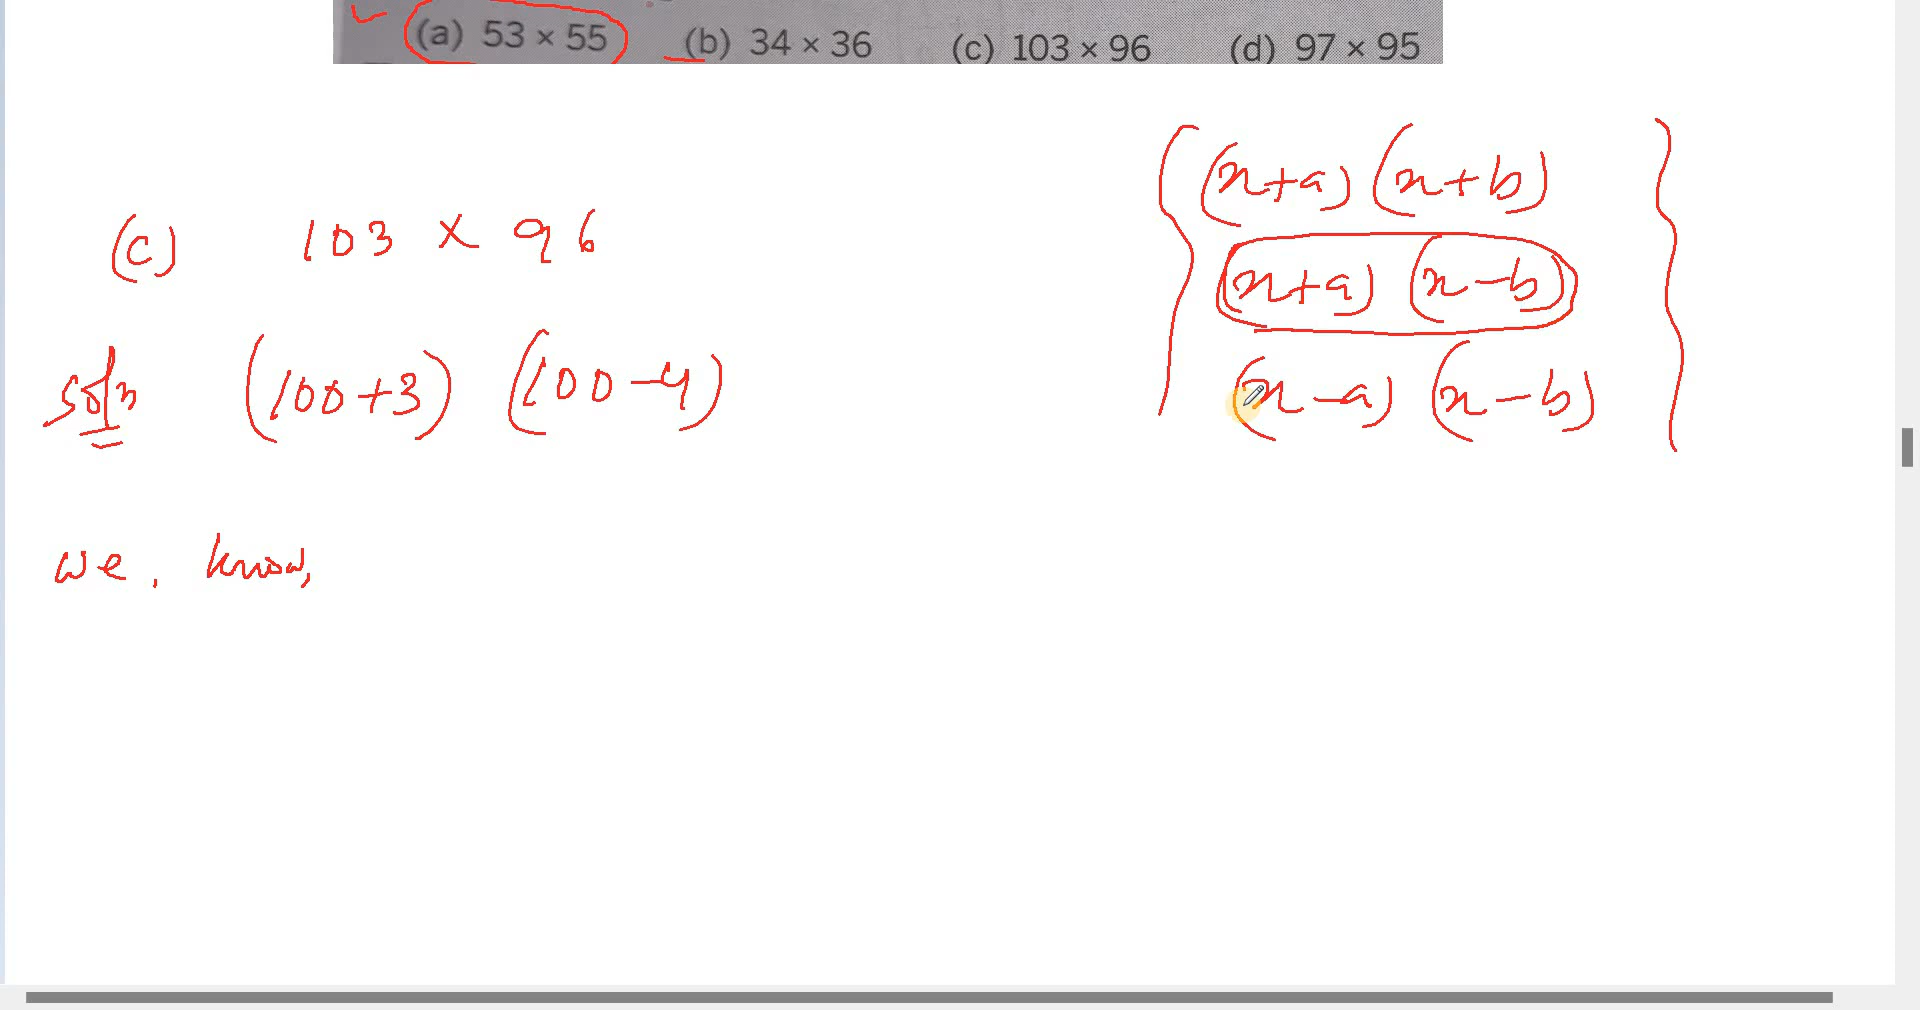 (a) 53 × 55 (b) 34 × 36 (c) 103 × 96 (d) 97 × 95
(x+a) (x+b)
(c) 103 × 96
(x+a) (x-b)
Soln (100+3) (100-4)
(x-a) (x-b)
we, know,